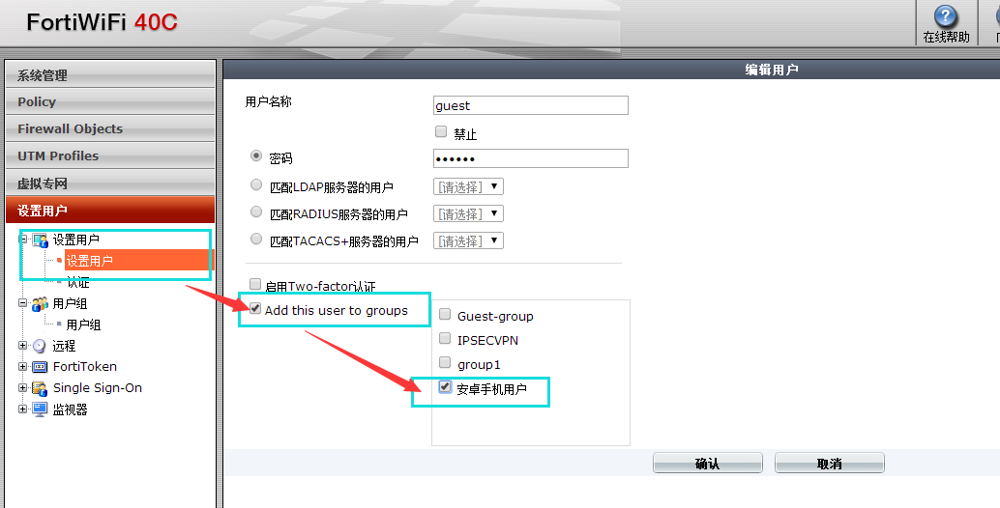 FortiWiFi 40C
在线帮助
系统管理
Policy
Firewall Objects
UTM Profiles
虚拟专网
设置用户
设置用户
设置用户
认证
用户组
用户组
远程
FortiToken
Single Sign-On
监视器
编辑用户
用户名称
guest
禁止
密码
••••••
匹配LDAP服务器的用户 [请选择]
匹配RADIUS服务器的用户 [请选择]
匹配TACACS+服务器的用户 [请选择]
启用Two-factor认证
Add this user to groups
Guest-group
IPSECVPN
group1
安卓手机用户
确认 取消